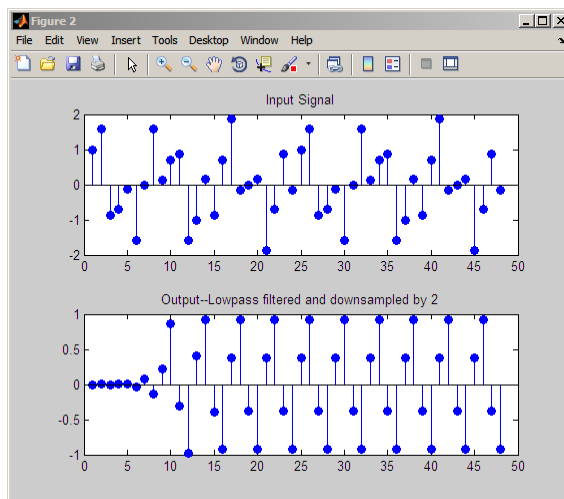 Figure 2
File Edit View Insert Tools Desktop Window Help
Input Signal
2
1
0
-1
-2
0 5 10 15 20 25 30 35 40 45 50
Output--Lowpass filtered and downsampled by 2
1
0.5
0
-0.5
-1
0 5 10 15 20 25 30 35 40 45 50